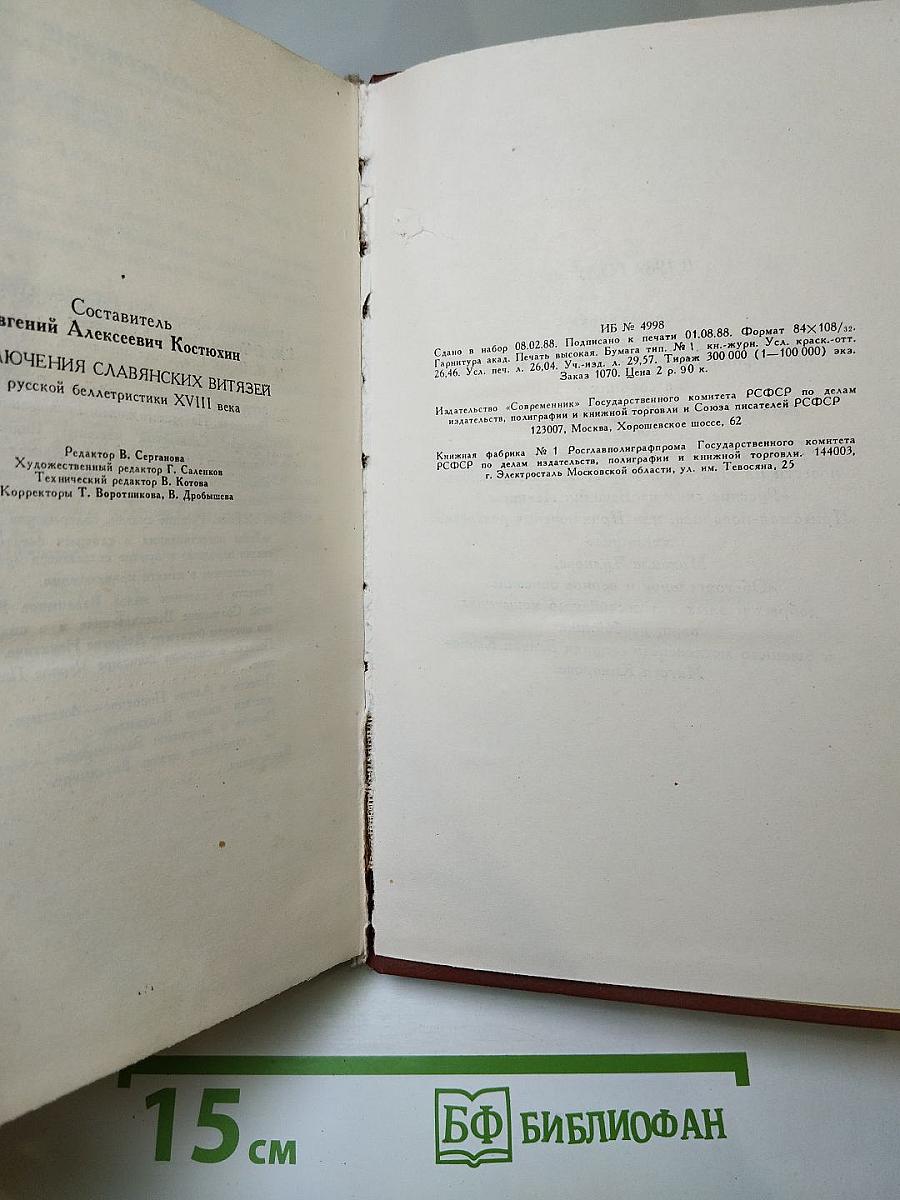 Составитель
вгений Алексеевич Костюхин
ЛЮЧЕНИЯ СЛАВЯНСКИХ ВИТЯЗЕЙ
русской беллетристики XVIII века
Редактор В. Серганова
Художественный редактор Г. Саленков
Технический редактор В. Котова
Корректоры Т. Воротникова, В. Дробышева
ИБ № 4998
Сдано в набор 08.02.88. Подписано к печати 01.08.88. Формат 84×108/32.
Гарнитура акад. Печать высокая. Бумага тип. № 1, кн.-журн. Усл. краск.-отт.
26,46. Усл. печ. л. 26,04. Уч.-изд. л. 29,57. Тираж 300 000 (1—100 000) экз.
Заказ 1070. Цена 2 р. 90 к.
Издательство «Современник» Государственного комитета РСФСР по делам
издательств, полиграфии и книжной торговли и Союза писателей РСФСР
123007, Москва, Хорошевское шоссе, 62
Книжная фабрика № 1 Росглавполиграфпрома Государственного комитета
РСФСР по делам издательств, полиграфии и книжной торговли. 144003,
г. Электросталь Московской области, ул. им. Тевосяна, 25
15 см
БФ БИБЛИОФАН